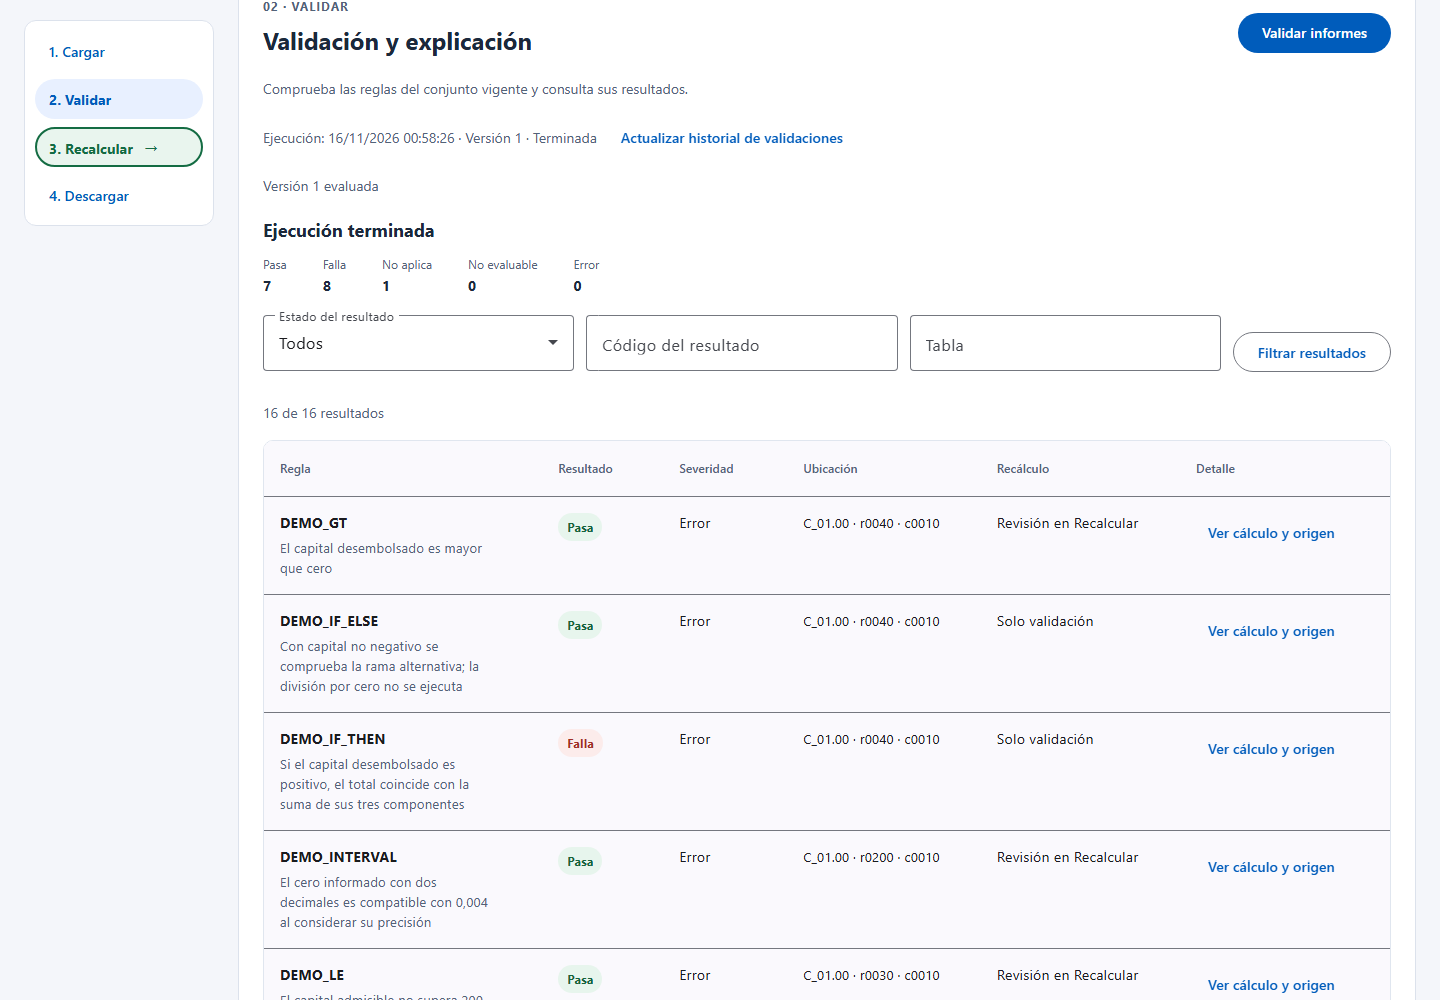 1. Cargar
2. Validar
3. Recalcular →
4. Descargar
02 · VALIDAR
Validación y explicación
Validar informes
Comprueba las reglas del conjunto vigente y consulta sus resultados.
Ejecución: 16/11/2026 00:58:26 · Versión 1 · Terminada Actualizar historial de validaciones
Versión 1 evaluada
Ejecución terminada
Pasa Falla No aplica No evaluable Error
7 8 1 0 0
Estado del resultado
Todos Código del resultado Tabla Filtrar resultados
16 de 16 resultados
Regla Resultado Severidad Ubicación Recálculo Detalle
DEMO_GT Pasa Error C_01.00 · r0040 · c0010 Revisión en Recalcular Ver cálculo y origen
El capital desembolsado es mayor
que cero
DEMO_IF_ELSE Pasa Error C_01.00 · r0040 · c0010 Solo validación Ver cálculo y origen
Con capital no negativo se
comprueba la rama alternativa; la
división por cero no se ejecuta
DEMO_IF_THEN Falla Error C_01.00 · r0040 · c0010 Solo validación Ver cálculo y origen
Si el capital desembolsado es
positivo, el total coincide con la
suma de sus tres componentes
DEMO_INTERVAL Pasa Error C_01.00 · r0200 · c0010 Revisión en Recalcular Ver cálculo y origen
El cero informado con dos
decimales es compatible con 0,004
al considerar su precisión
DEMO_LE Pasa Error C_01.00 · r0030 · c0010 Revisión en Recalcular Ver cálculo y origen
El capital admisible no supera 200